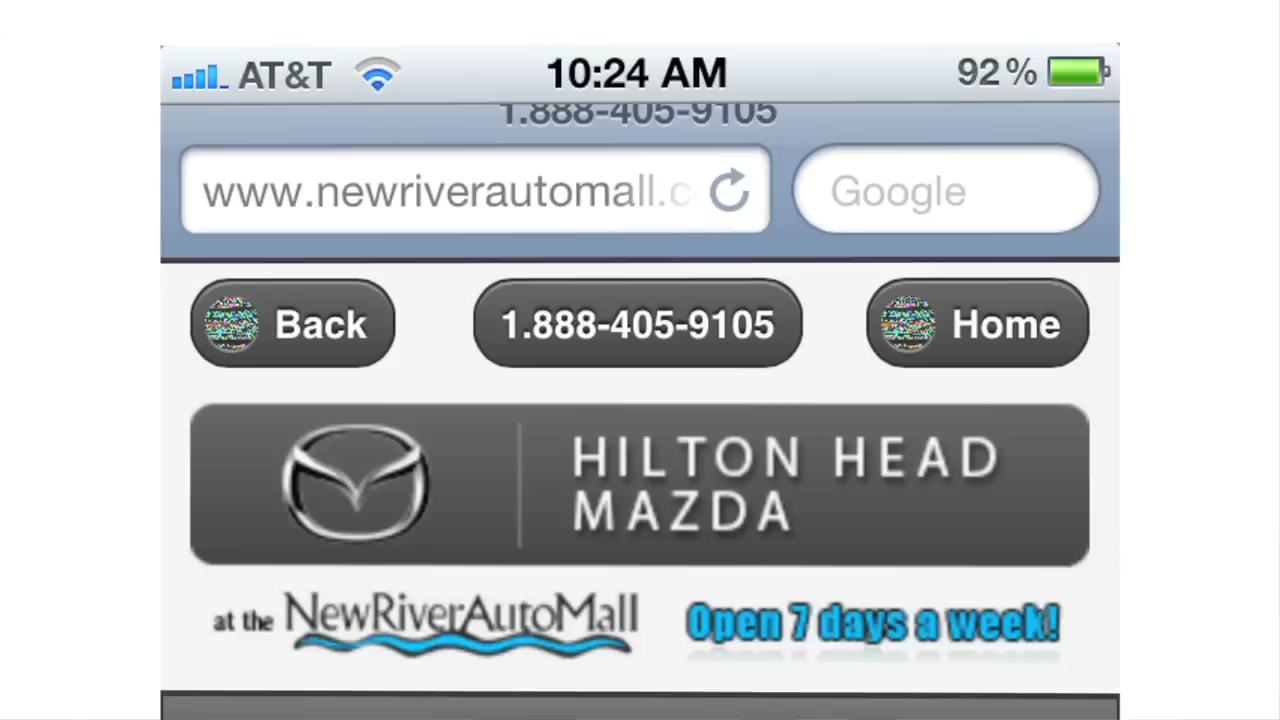 AT&T 10:24 AM 92%
1.888-405-9105
www.newriverautomall.c Google
Back 1.888-405-9105 Home
HILTON HEAD
MAZDA
at the NewRiverAutoMall Open 7 days a week!